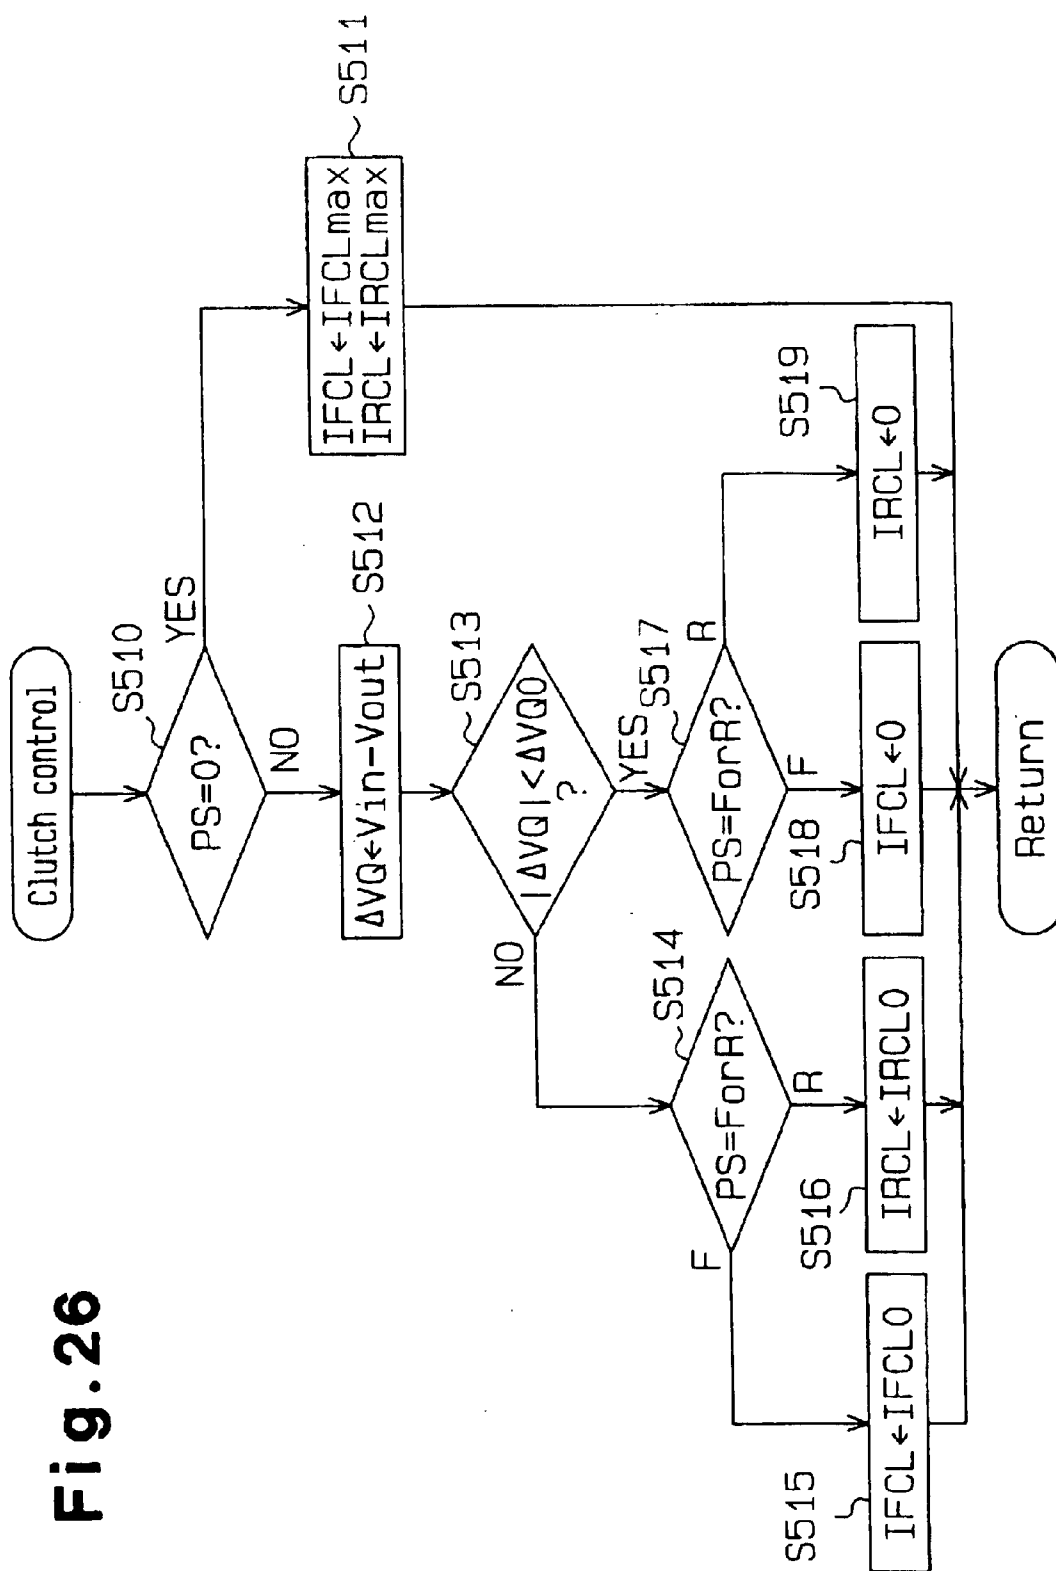 Fig.26
Clutch control
S510
PS=0?
YES
NO
S511
IFCL←IFCLmax
IRCL←IRCLmax
S512
ΔVQ←Vin-Vout
S513
|ΔVQ|<ΔVQ0
?
NO
YES
S514
PS=ForR?
F
R
S517
PS=ForR?
F
R
S515
IFCL←IFCL0
S516
IRCL←IRCL0
S518
IFCL←0
S519
IRCL←0
Return